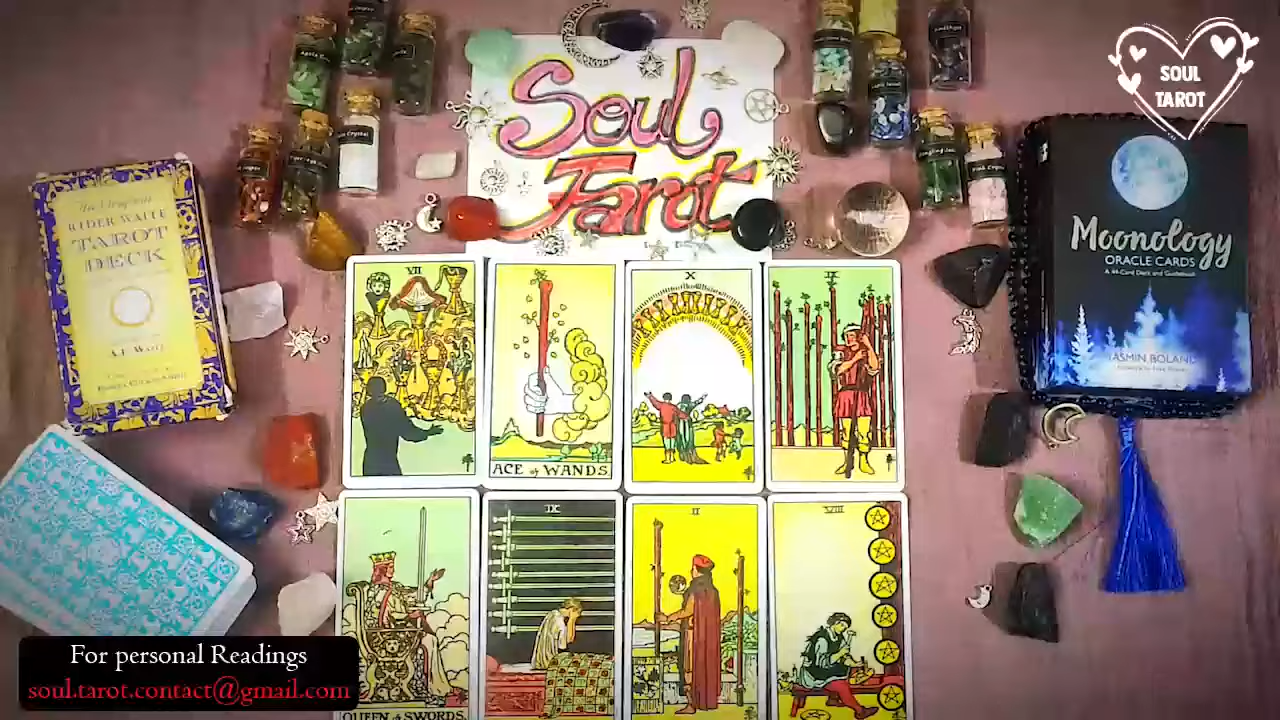 SOUL
TAROT
Soul
Tarot
RIDER WAITE
TAROT
DECK
A.E. WAITE
Moonology
ORACLE CARDS
A 44-Card Deck and Guidebook
YASMIN BOLAND
VII
ACE of WANDS.
X
IX
QUEEN of SWORDS.
IX
II
VIII
For personal Readings
soul.tarot.contact@gmail.com